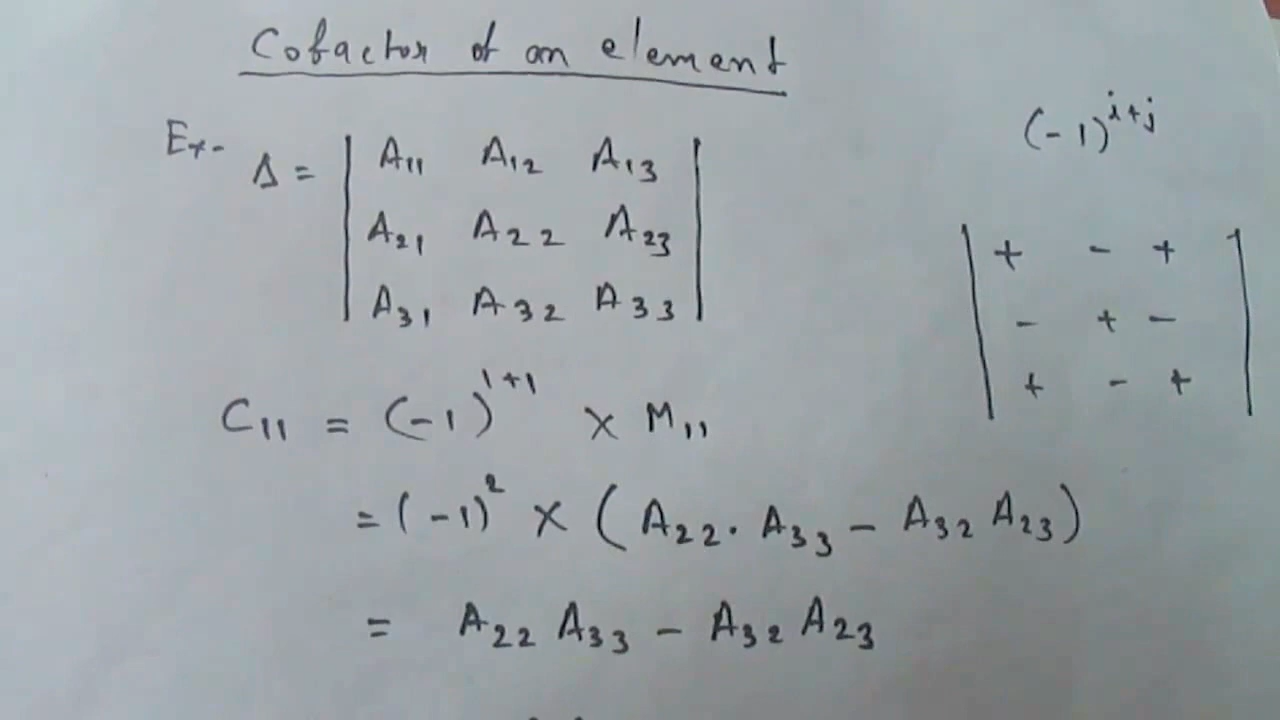 Cofactor of an element
Ex- Δ = | A₁₁ A₁₂ A₁₃ |
| A₂₁ A₂₂ A₂₃ |
| A₃₁ A₃₂ A₃₃ |
(-1)^{i+j}
| + - + |
| - + - |
| + - + |
C₁₁ = (-1)^{1+1} × M₁₁
= (-1)² × (A₂₂ . A₃₃ - A₃₂ A₂₃)
= A₂₂ A₃₃ - A₃₂ A₂₃